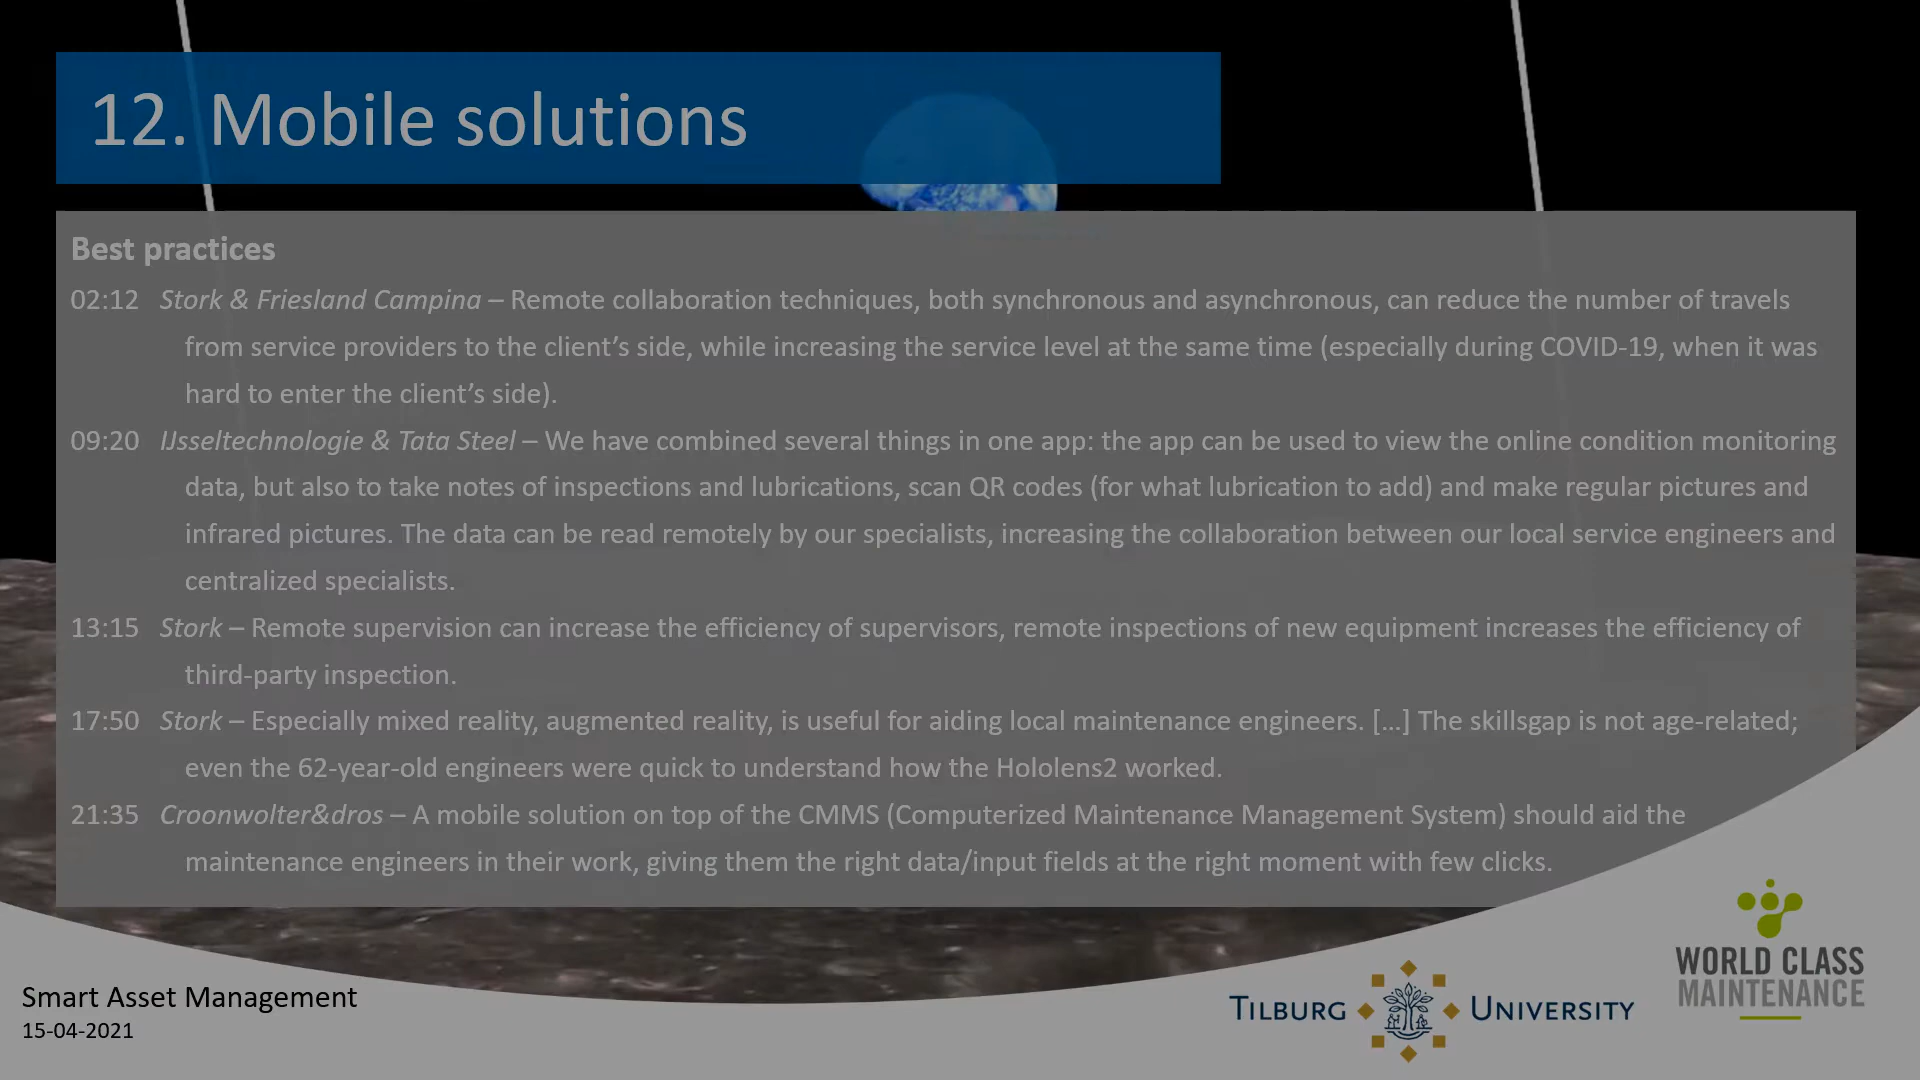 12. Mobile solutions
Best practices
02:12 Stork & Friesland Campina – Remote collaboration techniques, both synchronous and asynchronous, can reduce the number of travels
from service providers to the client’s side, while increasing the service level at the same time (especially during COVID-19, when it was
hard to enter the client’s side).
09:20 IJsseltechnologie & Tata Steel – We have combined several things in one app: the app can be used to view the online condition monitoring
data, but also to take notes of inspections and lubrications, scan QR codes (for what lubrication to add) and make regular pictures and
infrared pictures. The data can be read remotely by our specialists, increasing the collaboration between our local service engineers and
centralized specialists.
13:15 Stork – Remote supervision can increase the efficiency of supervisors, remote inspections of new equipment increases the efficiency of
third-party inspection.
17:50 Stork – Especially mixed reality, augmented reality, is useful for aiding local maintenance engineers. […] The skillsgap is not age-related;
even the 62-year-old engineers were quick to understand how the Hololens2 worked.
21:35 Croonwolter&dros – A mobile solution on top of the CMMS (Computerized Maintenance Management System) should aid the
maintenance engineers in their work, giving them the right data/input fields at the right moment with few clicks.
Smart Asset Management
15-04-2021
TILBURG UNIVERSITY
WORLD CLASS
MAINTENANCE